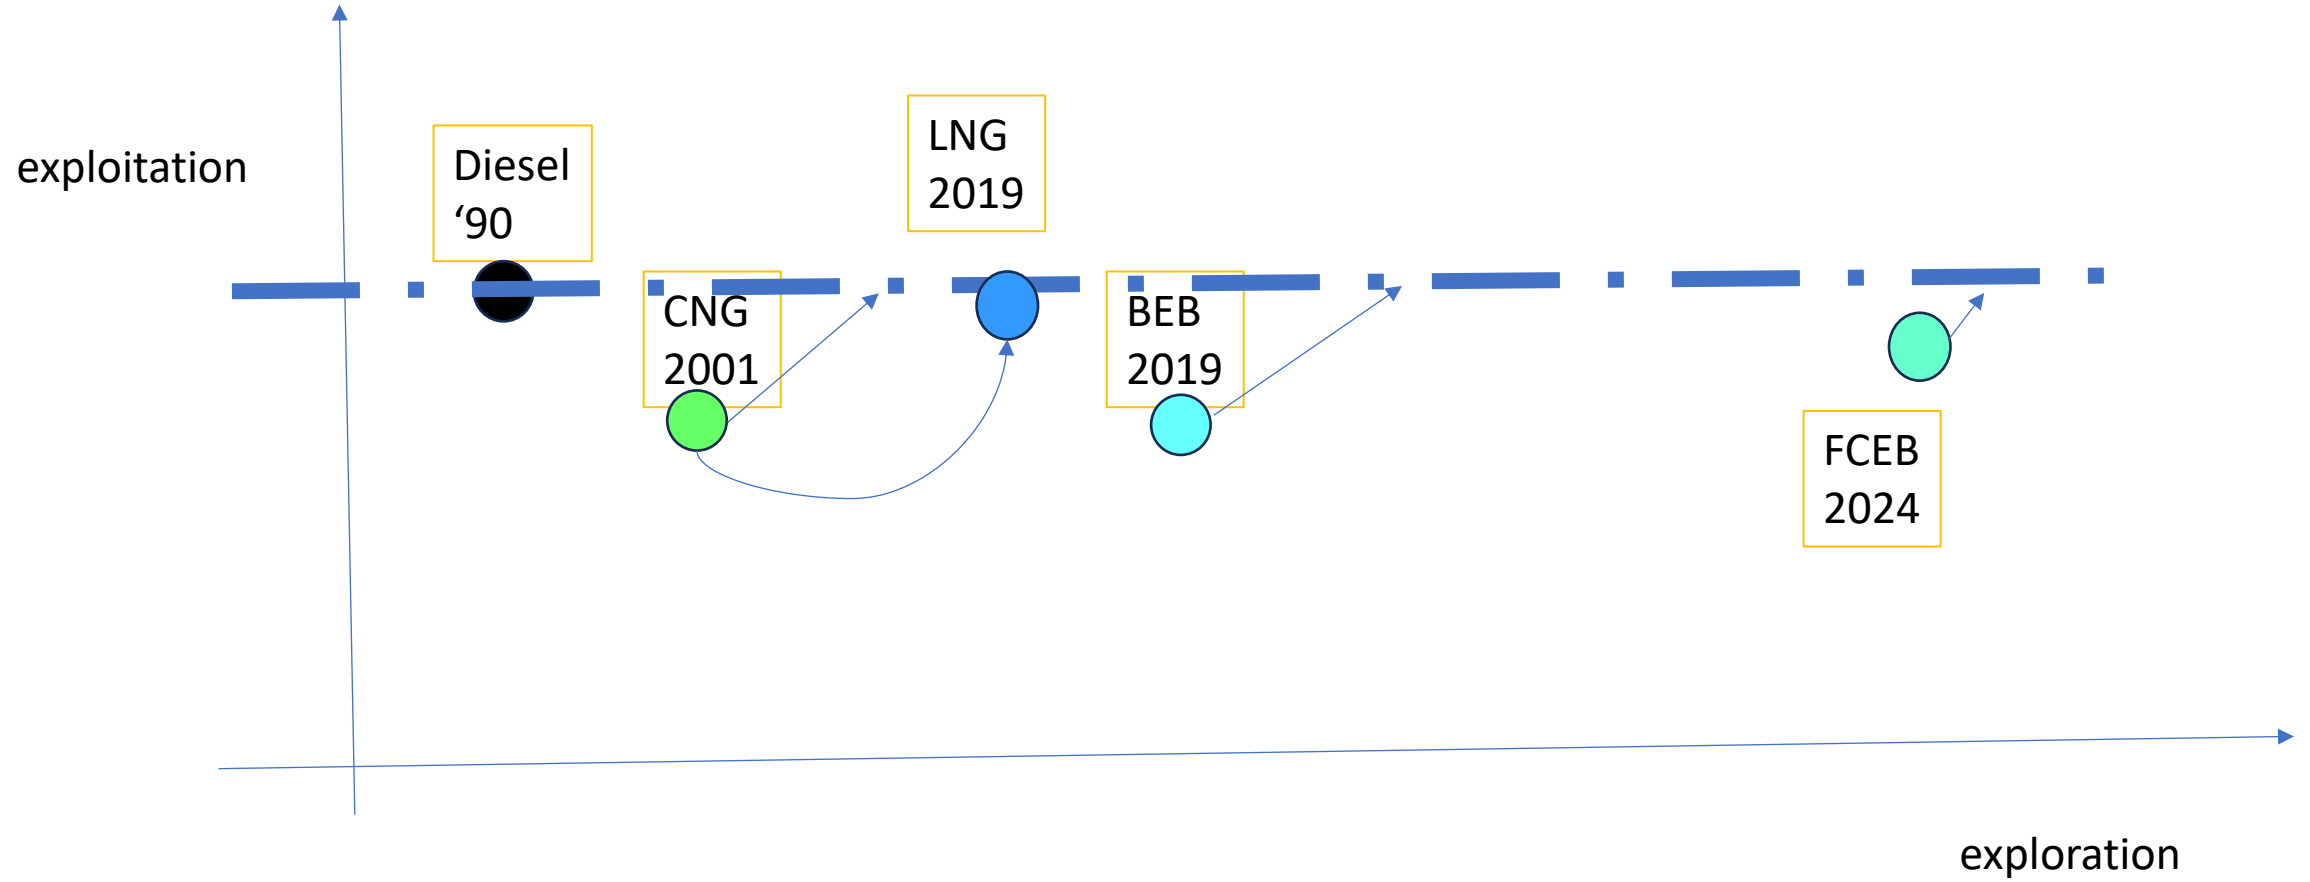 exploitation
Diesel
‘90
LNG
2019
CNG
2001
BEB
2019
FCEB
2024
exploration